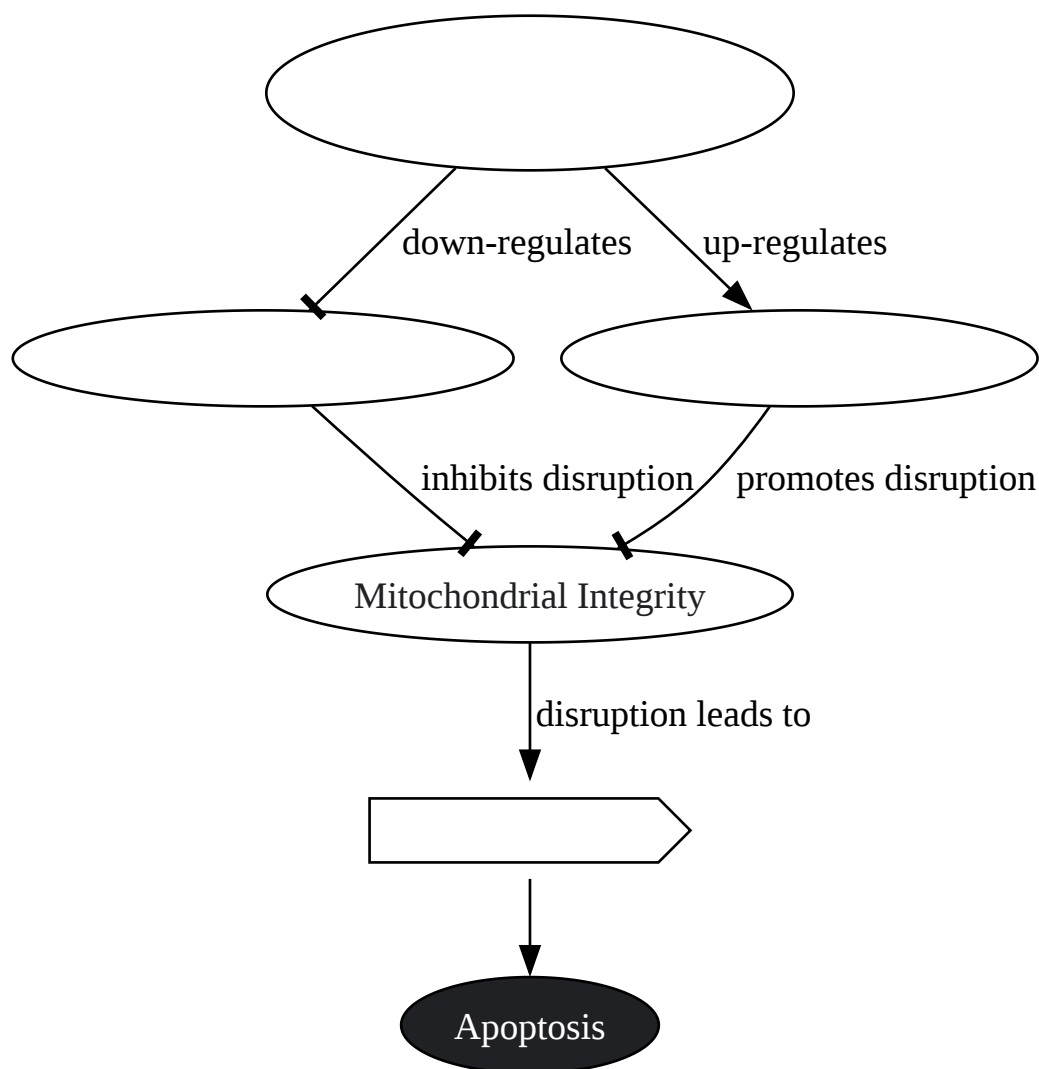 down-regulates
up-regulates
inhibits disruption
promotes disruption
Mitochondrial Integrity
disruption leads to
Apoptosis